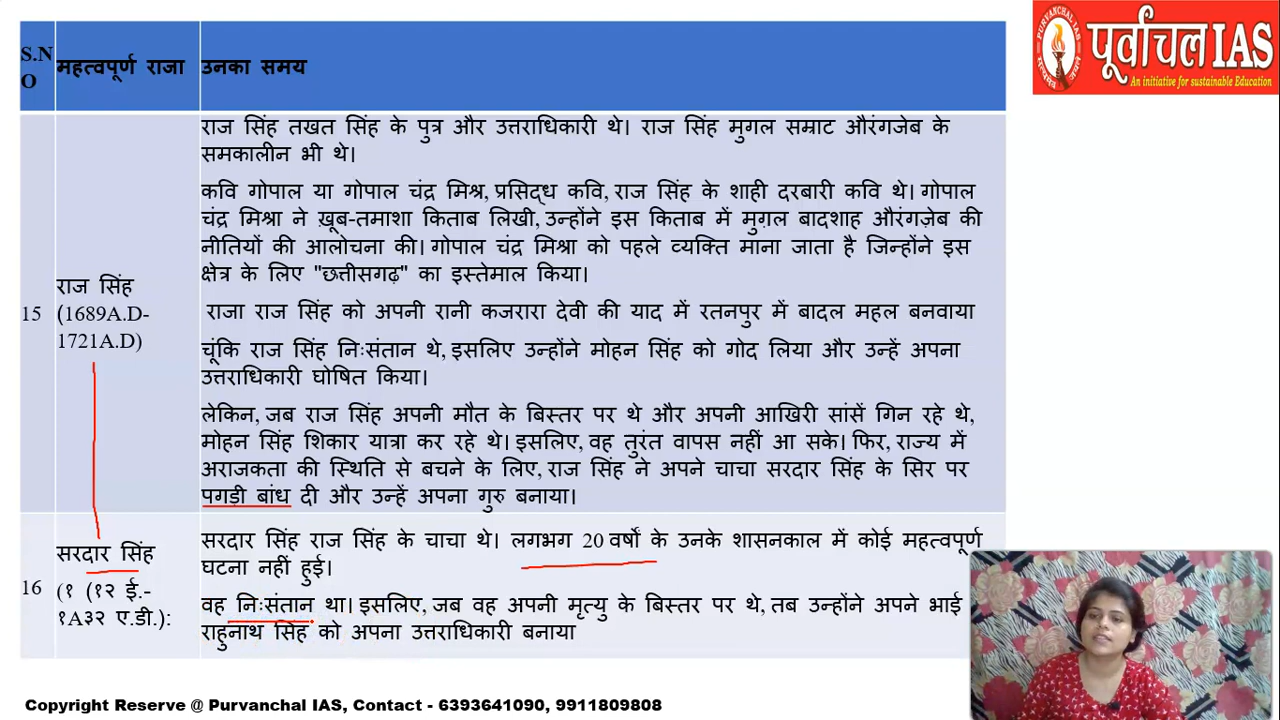 S.N
O
महत्वपूर्ण राजा
उनका समय
15
राज सिंह
(1689A.D-
1721A.D)
राज सिंह तखत सिंह के पुत्र और उत्तराधिकारी थे। राज सिंह मुगल सम्राट औरंगजेब के
समकालीन भी थे।
कवि गोपाल या गोपाल चंद्र मिश्र, प्रसिद्ध कवि, राज सिंह के शाही दरबारी कवि थे। गोपाल
चंद्र मिश्रा ने ख़ूब-तमाशा किताब लिखी, उन्होंने इस किताब में मुग़ल बादशाह औरंगज़ेब की
नीतियों की आलोचना की। गोपाल चंद्र मिश्रा को पहले व्यक्ति माना जाता है जिन्होंने इस
क्षेत्र के लिए "छत्तीसगढ़" का इस्तेमाल किया।
राजा राज सिंह को अपनी रानी कजरारा देवी की याद में रतनपुर में बादल महल बनवाया
चूंकि राज सिंह निःसंतान थे, इसलिए उन्होंने मोहन सिंह को गोद लिया और उन्हें अपना
उत्तराधिकारी घोषित किया।
लेकिन, जब राज सिंह अपनी मौत के बिस्तर पर थे और अपनी आखिरी सांसें गिन रहे थे,
मोहन सिंह शिकार यात्रा कर रहे थे। इसलिए, वह तुरंत वापस नहीं आ सके। फिर, राज्य में
अराजकता की स्थिति से बचने के लिए, राज सिंह ने अपने चाचा सरदार सिंह के सिर पर
पगड़ी बांध दी और उन्हें अपना गुरु बनाया।
16
सरदार सिंह
(१ (१२ ई.-
१A३२ ए.डी.):
सरदार सिंह राज सिंह के चाचा थे। लगभग 20 वर्षों के उनके शासनकाल में कोई महत्वपूर्ण
घटना नहीं हुई।
वह निःसंतान था। इसलिए, जब वह अपनी मृत्यु के बिस्तर पर थे, तब उन्होंने अपने भाई
राहुनाथ सिंह को अपना उत्तराधिकारी बनाया
पूर्वांचल IAS
An initiative for sustainable Education
PURVANCHAL IAS
Copyright Reserve @ Purvanchal IAS, Contact - 6393641090, 9911809808